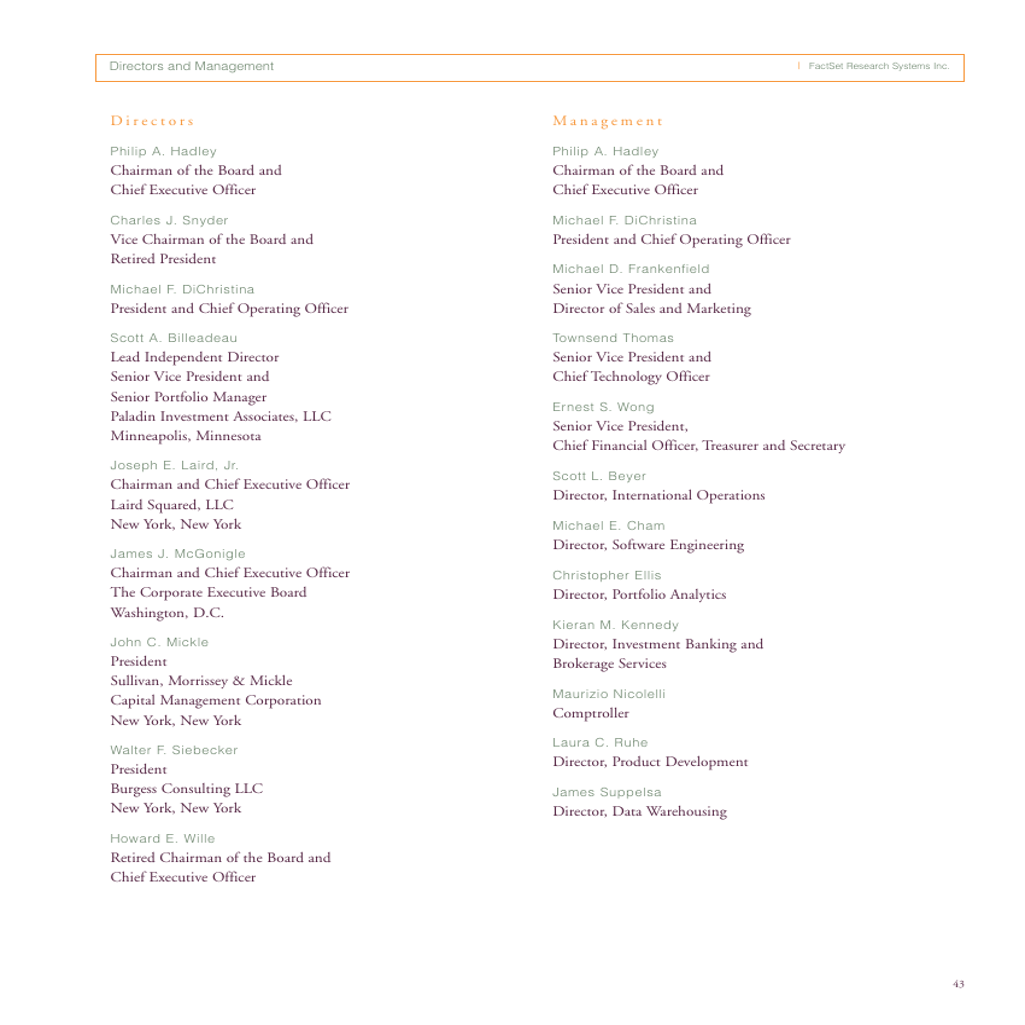 Directors and Management
| FactSet Research Systems Inc.
Directors
Philip A. Hadley
Chairman of the Board and
Chief Executive Officer
Charles J. Snyder
Vice Chairman of the Board and
Retired President
Michael F. DiChristina
President and Chief Operating Officer
Scott A. Billeadeau
Lead Independent Director
Senior Vice President and
Senior Portfolio Manager
Paladin Investment Associates, LLC
Minneapolis, Minnesota
Joseph E. Laird, Jr.
Chairman and Chief Executive Officer
Laird Squared, LLC
New York, New York
James J. McGonigle
Chairman and Chief Executive Officer
The Corporate Executive Board
Washington, D.C.
John C. Mickle
President
Sullivan, Morrissey & Mickle
Capital Management Corporation
New York, New York
Walter F. Siebecker
President
Burgess Consulting LLC
New York, New York
Howard E. Wille
Retired Chairman of the Board and
Chief Executive Officer
Management
Philip A. Hadley
Chairman of the Board and
Chief Executive Officer
Michael F. DiChristina
President and Chief Operating Officer
Michael D. Frankenfield
Senior Vice President and
Director of Sales and Marketing
Townsend Thomas
Senior Vice President and
Chief Technology Officer
Ernest S. Wong
Senior Vice President,
Chief Financial Officer, Treasurer and Secretary
Scott L. Beyer
Director, International Operations
Michael E. Cham
Director, Software Engineering
Christopher Ellis
Director, Portfolio Analytics
Kieran M. Kennedy
Director, Investment Banking and
Brokerage Services
Maurizio Nicolelli
Comptroller
Laura C. Ruhe
Director, Product Development
James Suppelsa
Director, Data Warehousing
43